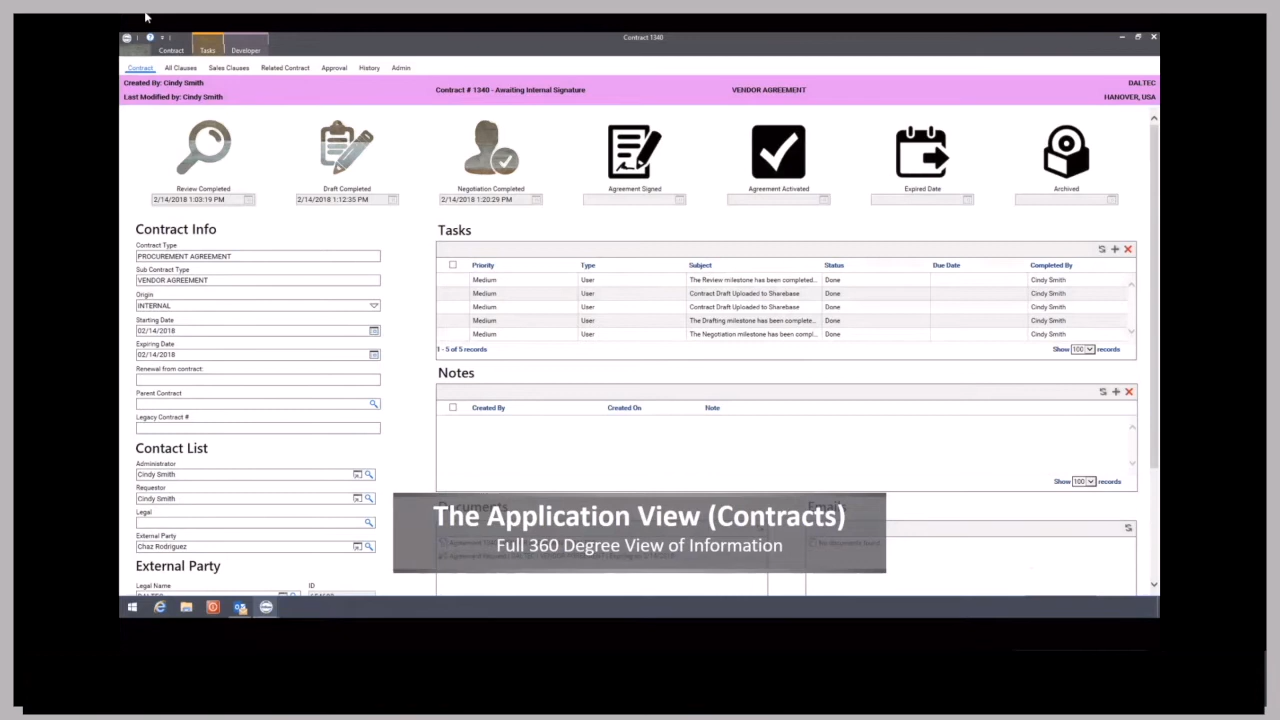 Contract 1340
Contract Tasks Developer
Contract All Clauses Sales Clauses Related Contract Approval History Admin
Created By: Cindy Smith
Last Modified by: Cindy Smith
Contract # 1340 - Awaiting Internal Signature
VENDOR AGREEMENT
DALTEC
HANOVER, USA
Review Completed Draft Completed Negotiation Completed Agreement Signed Agreement Activated Expired Date Archived
2/14/2018 1:03:19 PM 2/14/2018 1:12:35 PM 2/14/2018 1:20:29 PM
Contract Info
Contract Type
PROCUREMENT AGREEMENT
Sub Contract Type
VENDOR AGREEMENT
Origin
INTERNAL
Starting Date
02/14/2018
Expiring Date
02/14/2018
Renewal from contract:
Parent Contract
Legacy Contract #
Contact List
Administrator
Cindy Smith
Requestor
Cindy Smith
Legal
External Party
Chaz Rodriguez
External Party
Legal Name ID
DALTEC
Tasks
Priority Type Subject Status Due Date Completed By
Medium User The Review milestone has been completed... Done Cindy Smith
Medium User Contract Draft Uploaded to Sharebase Done Cindy Smith
Medium User Contract Draft Uploaded to Sharebase Done Cindy Smith
Medium User The Drafting milestone has been complete... Done Cindy Smith
Medium User The Negotiation milestone has been compl... Done Cindy Smith
1 - 5 of 5 records Show 100 records
Notes
Created By Created On Note
Show 100 records
Documents Emails
The Application View (Contracts)
Full 360 Degree View of Information
No documents found